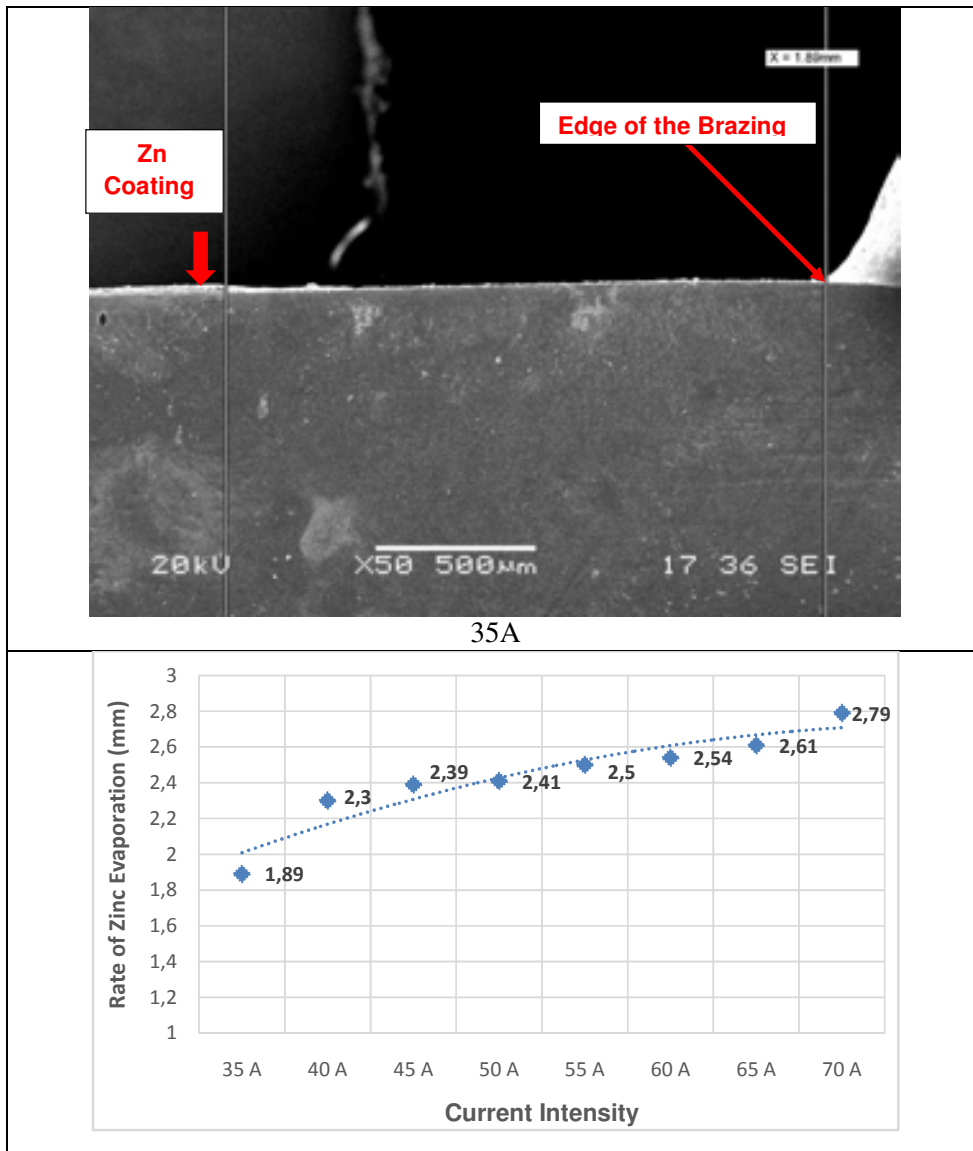 X = 1.89mm
Edge of the Brazing
Zn
Coating
20kV X50 500µm 17 36 SEI
35A
Rate of Zinc Evaporation (mm)
3
2,8
2,6
2,4
2,2
2
1,8
1,6
1,4
1,2
1
1,89
2,3
2,39
2,41
2,5
2,54
2,61
2,79
35 A 40 A 45 A 50 A 55 A 60 A 65 A 70 A
Current Intensity